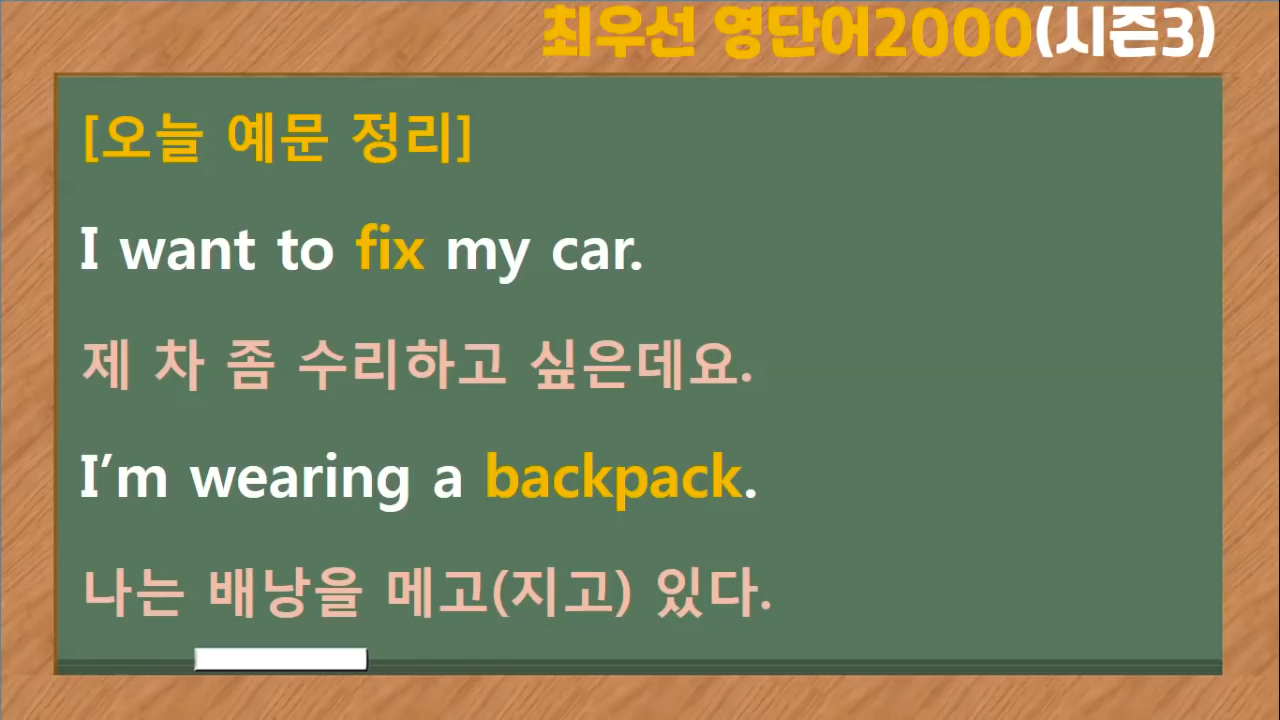 최우선 영단어2000(시즌3)
[오늘 예문 정리]
I want to fix my car.
제 차 좀 수리하고 싶은데요.
I’m wearing a backpack.
나는 배낭을 메고(지고) 있다.